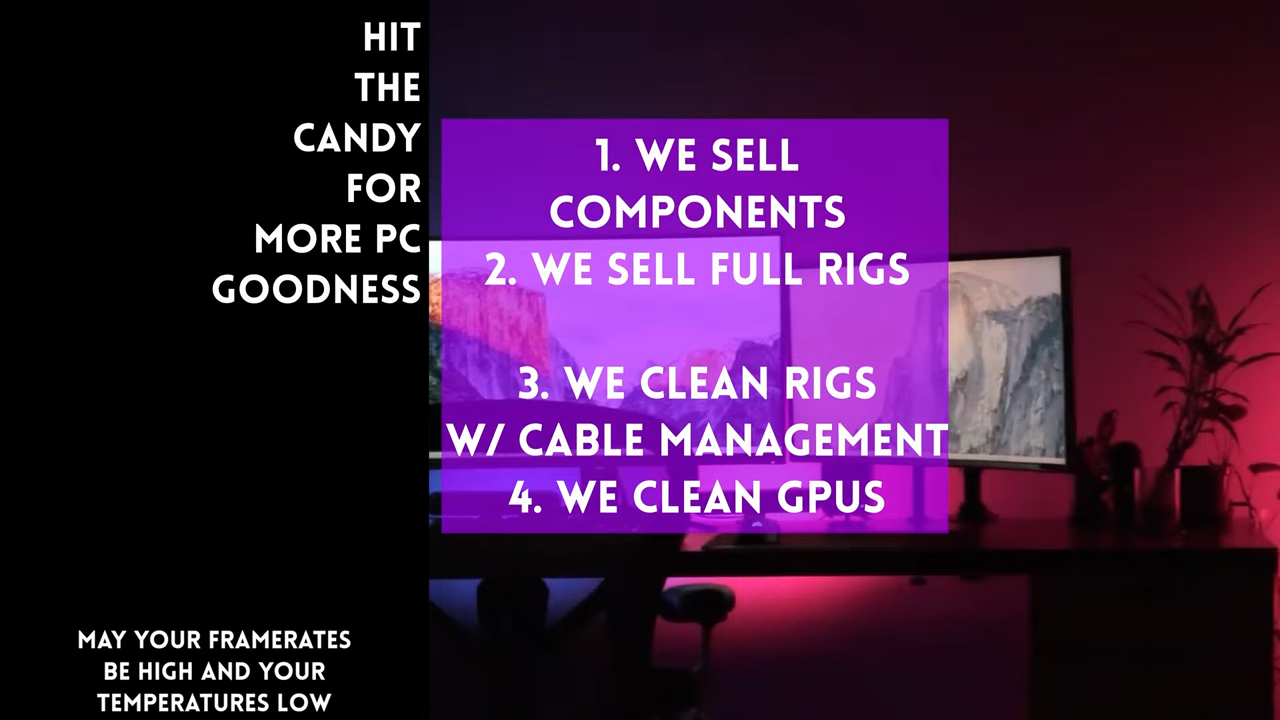 HIT
THE
CANDY
FOR
MORE PC
GOODNESS
1. WE SELL
COMPONENTS
2. WE SELL FULL RIGS
3. WE CLEAN RIGS
W/ CABLE MANAGEMENT
4. WE CLEAN GPUS
MAY YOUR FRAMERATES
BE HIGH AND YOUR
TEMPERATURES LOW